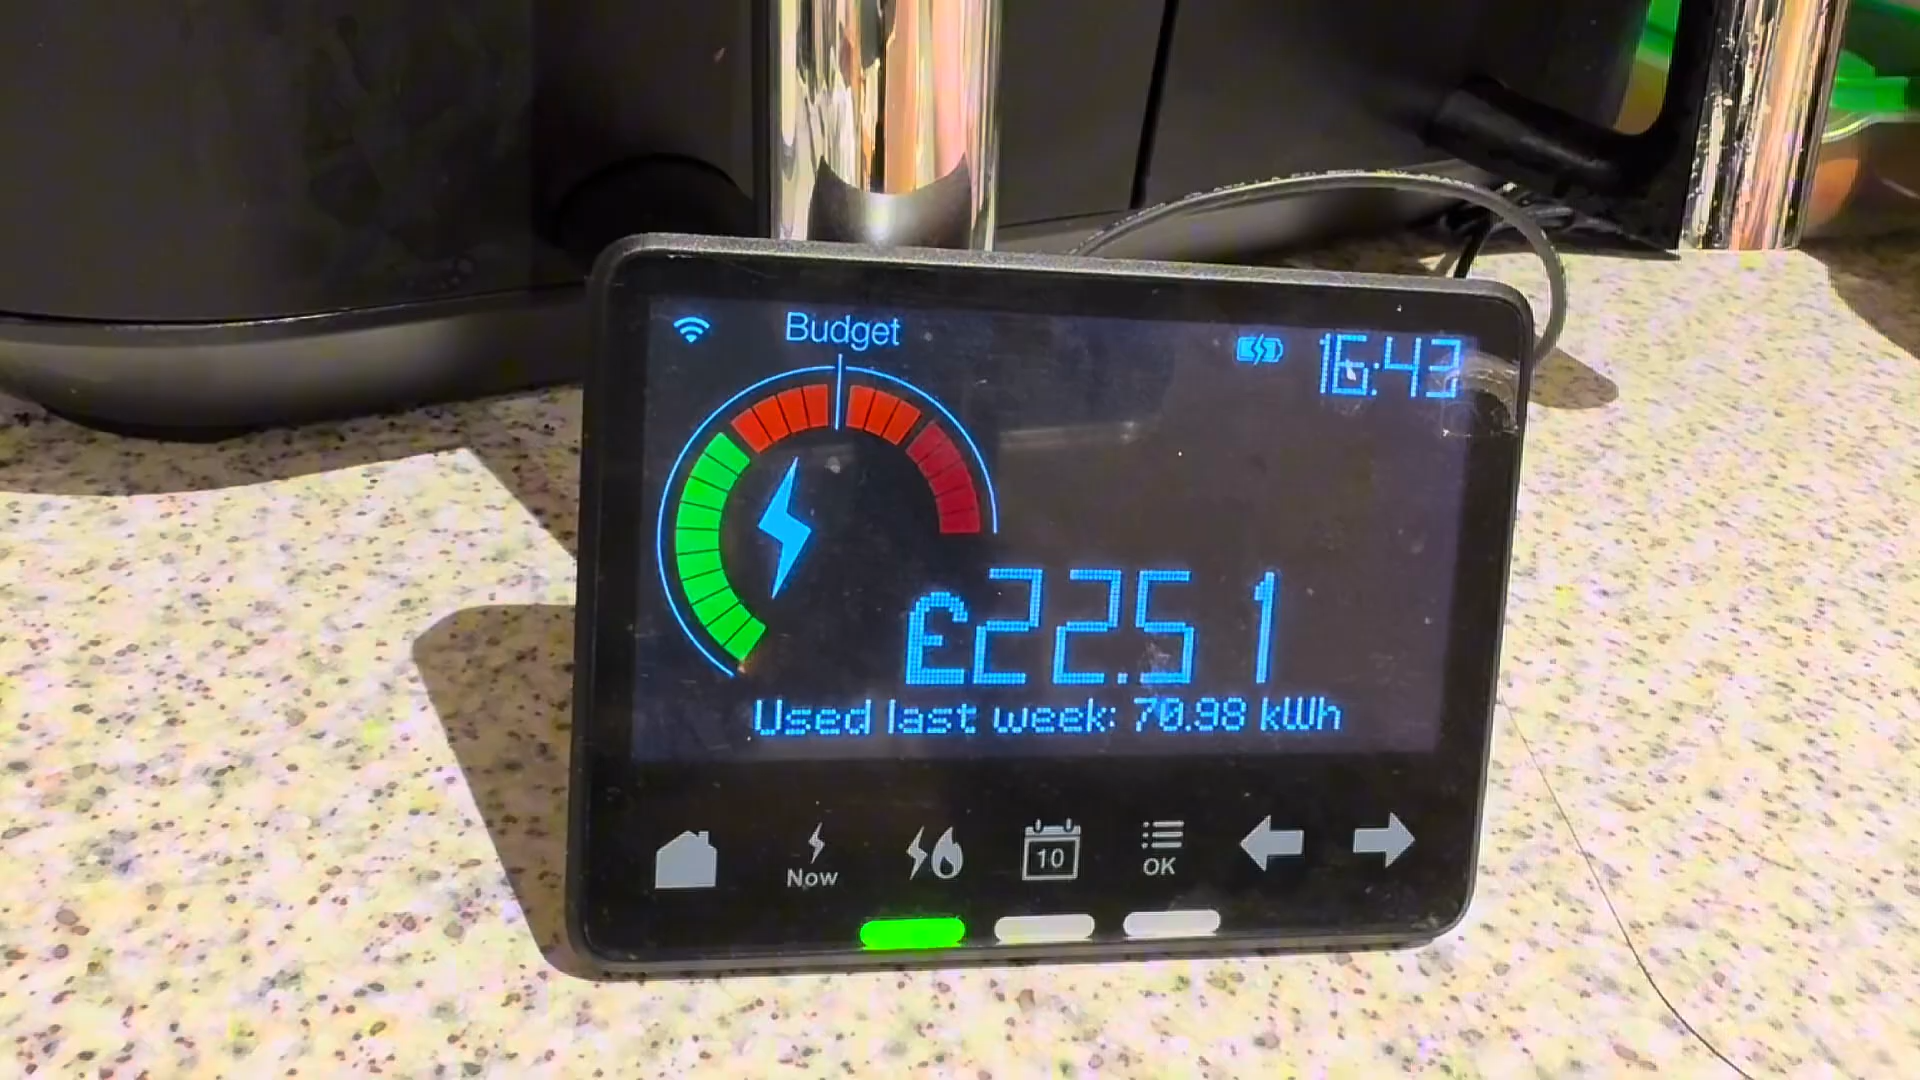 Budget
16:43
£22.51
Used last week: 70.98 kWh
Now
10
OK